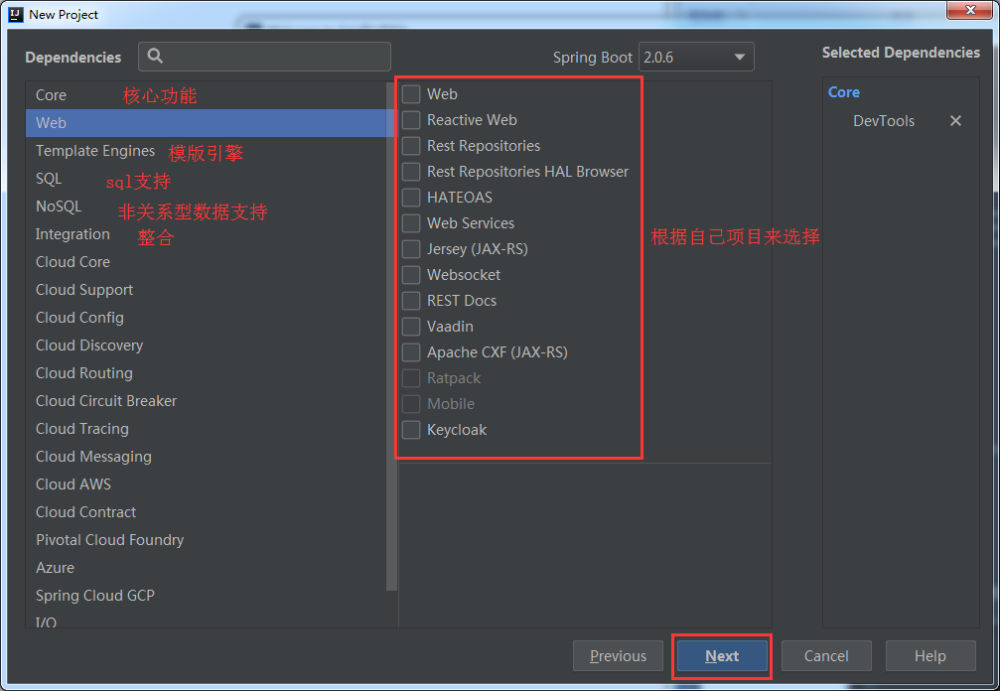 New Project
Dependencies
Spring Boot 2.0.6
Selected Dependencies
Core 核心功能
Web
Template Engines 模版引擎
SQL sql支持
NoSQL 非关系型数据支持
Integration 整合
Cloud Core
Cloud Support
Cloud Config
Cloud Discovery
Cloud Routing
Cloud Circuit Breaker
Cloud Tracing
Cloud Messaging
Cloud AWS
Cloud Contract
Pivotal Cloud Foundry
Azure
Spring Cloud GCP
I/O
Web
Reactive Web
Rest Repositories
Rest Repositories HAL Browser
HATEOAS
Web Services
Jersey (JAX-RS)
Websocket
REST Docs
Vaadin
Apache CXF (JAX-RS)
Ratpack
Mobile
Keycloak
根据自己项目来选择
Core
DevTools
Previous
Next
Cancel
Help